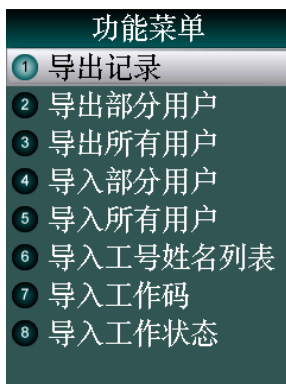 功能菜单
1 导出记录
2 导出部分用户
3 导出所有用户
4 导入部分用户
5 导入所有用户
6 导入工号姓名列表
7 导入工作码
8 导入工作状态